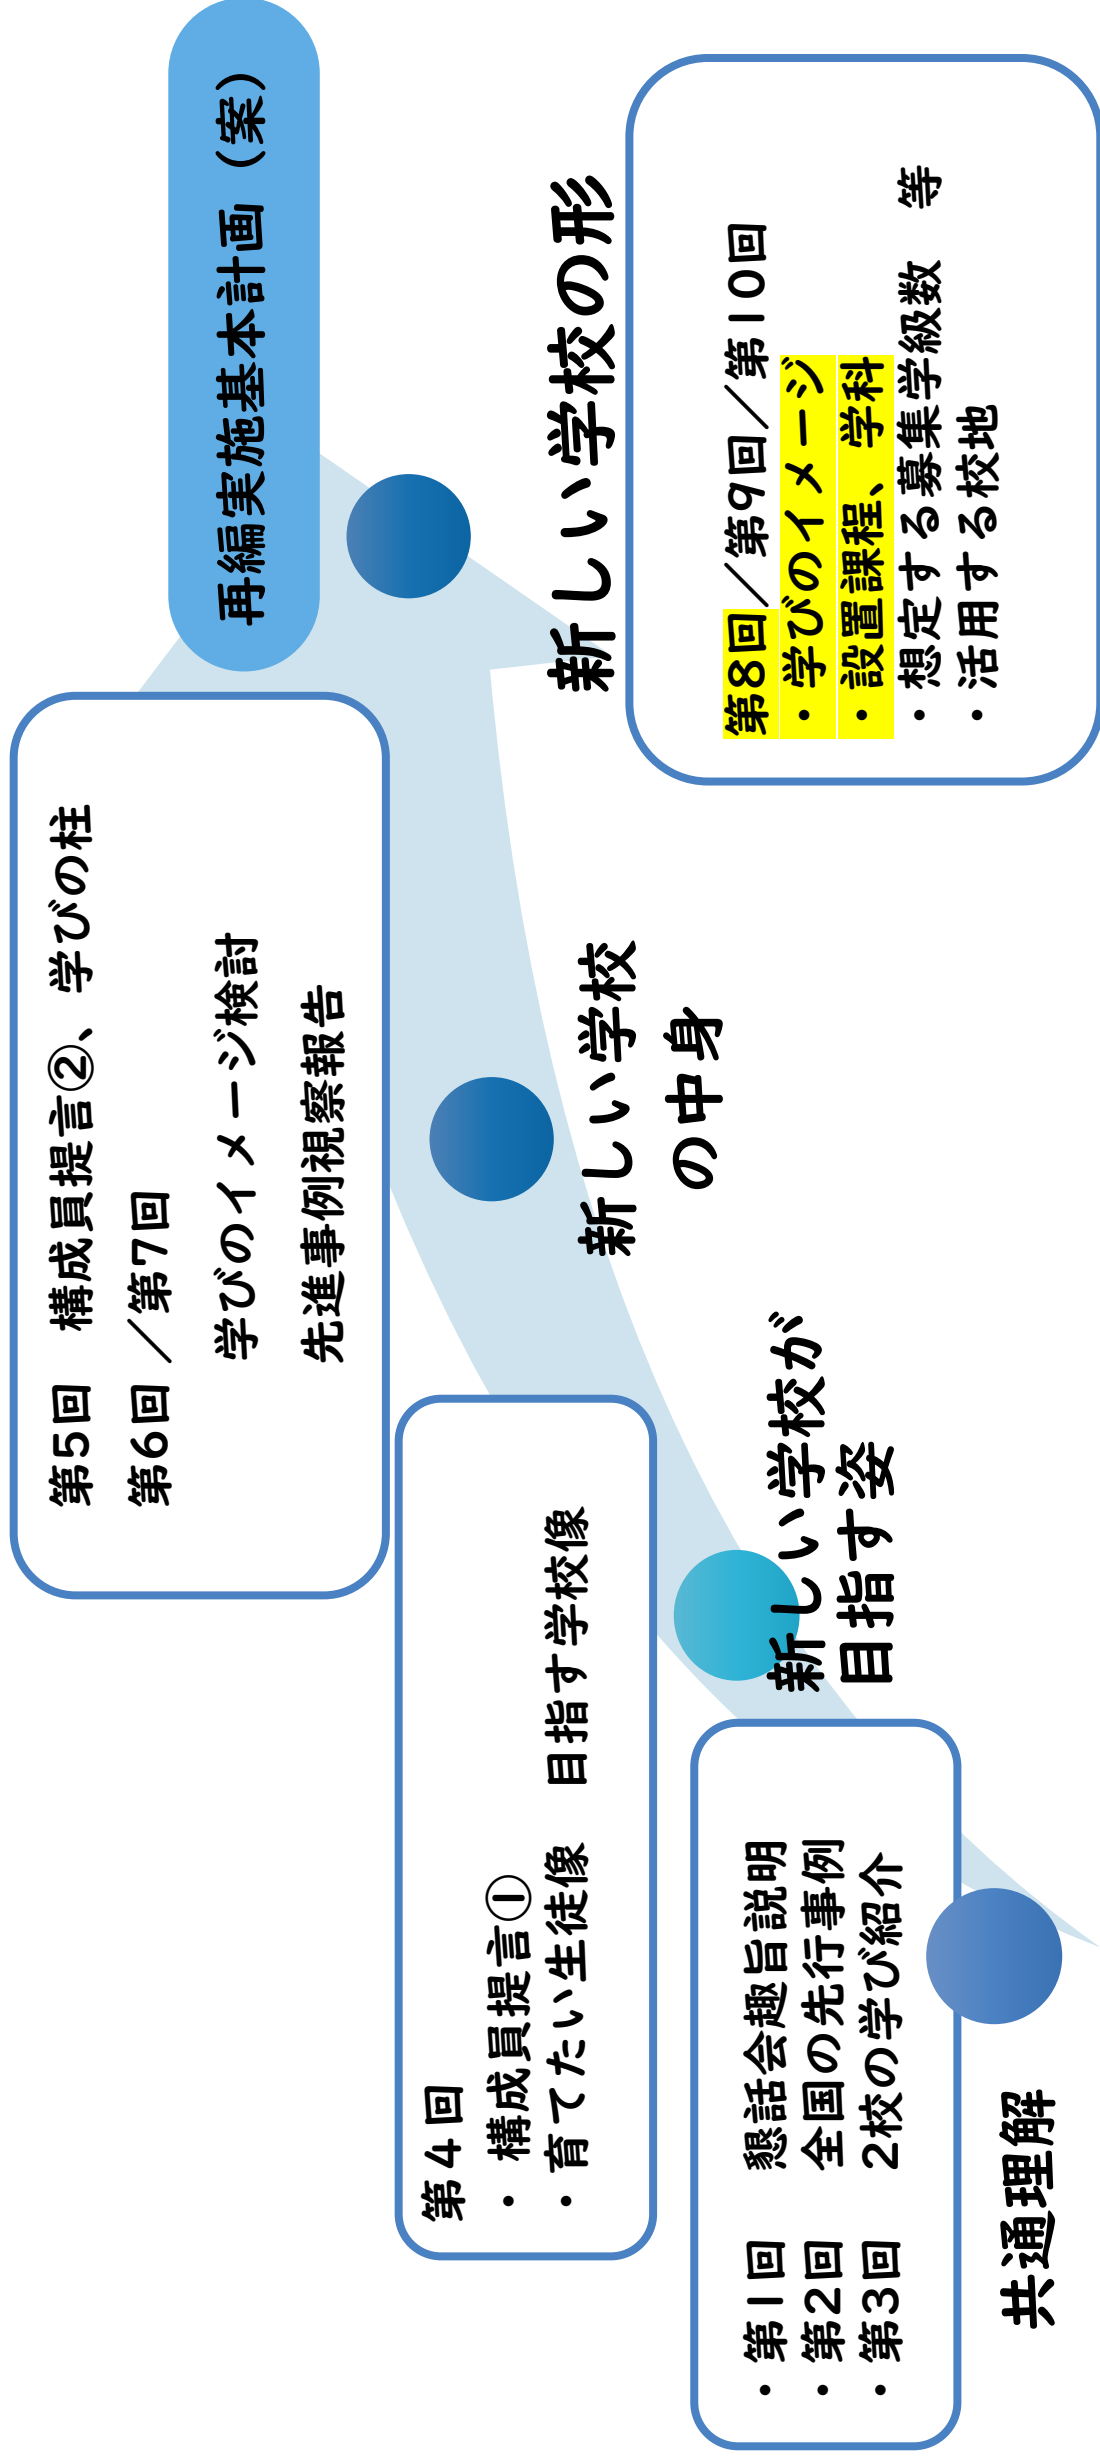 再編実施基本計画（案）
第5回　構成員提言②、学びの柱
第6回／第7回
学びのイメージ検討
先進事例視察報告
新しい学校の形
第8回／第9回／第10回
・学びのイメージ
・設置課程、学科
・想定する募集学級数　等
・活用する校地
新しい学校
の中身
第４回
・ 構成員提言①
・育てたい生徒像　目指す学校像
新しい学校が
目指す姿
・第1回　懇話会趣旨説明
・第2回　全国の先行事例
・第3回　2校の学び紹介
共通理解